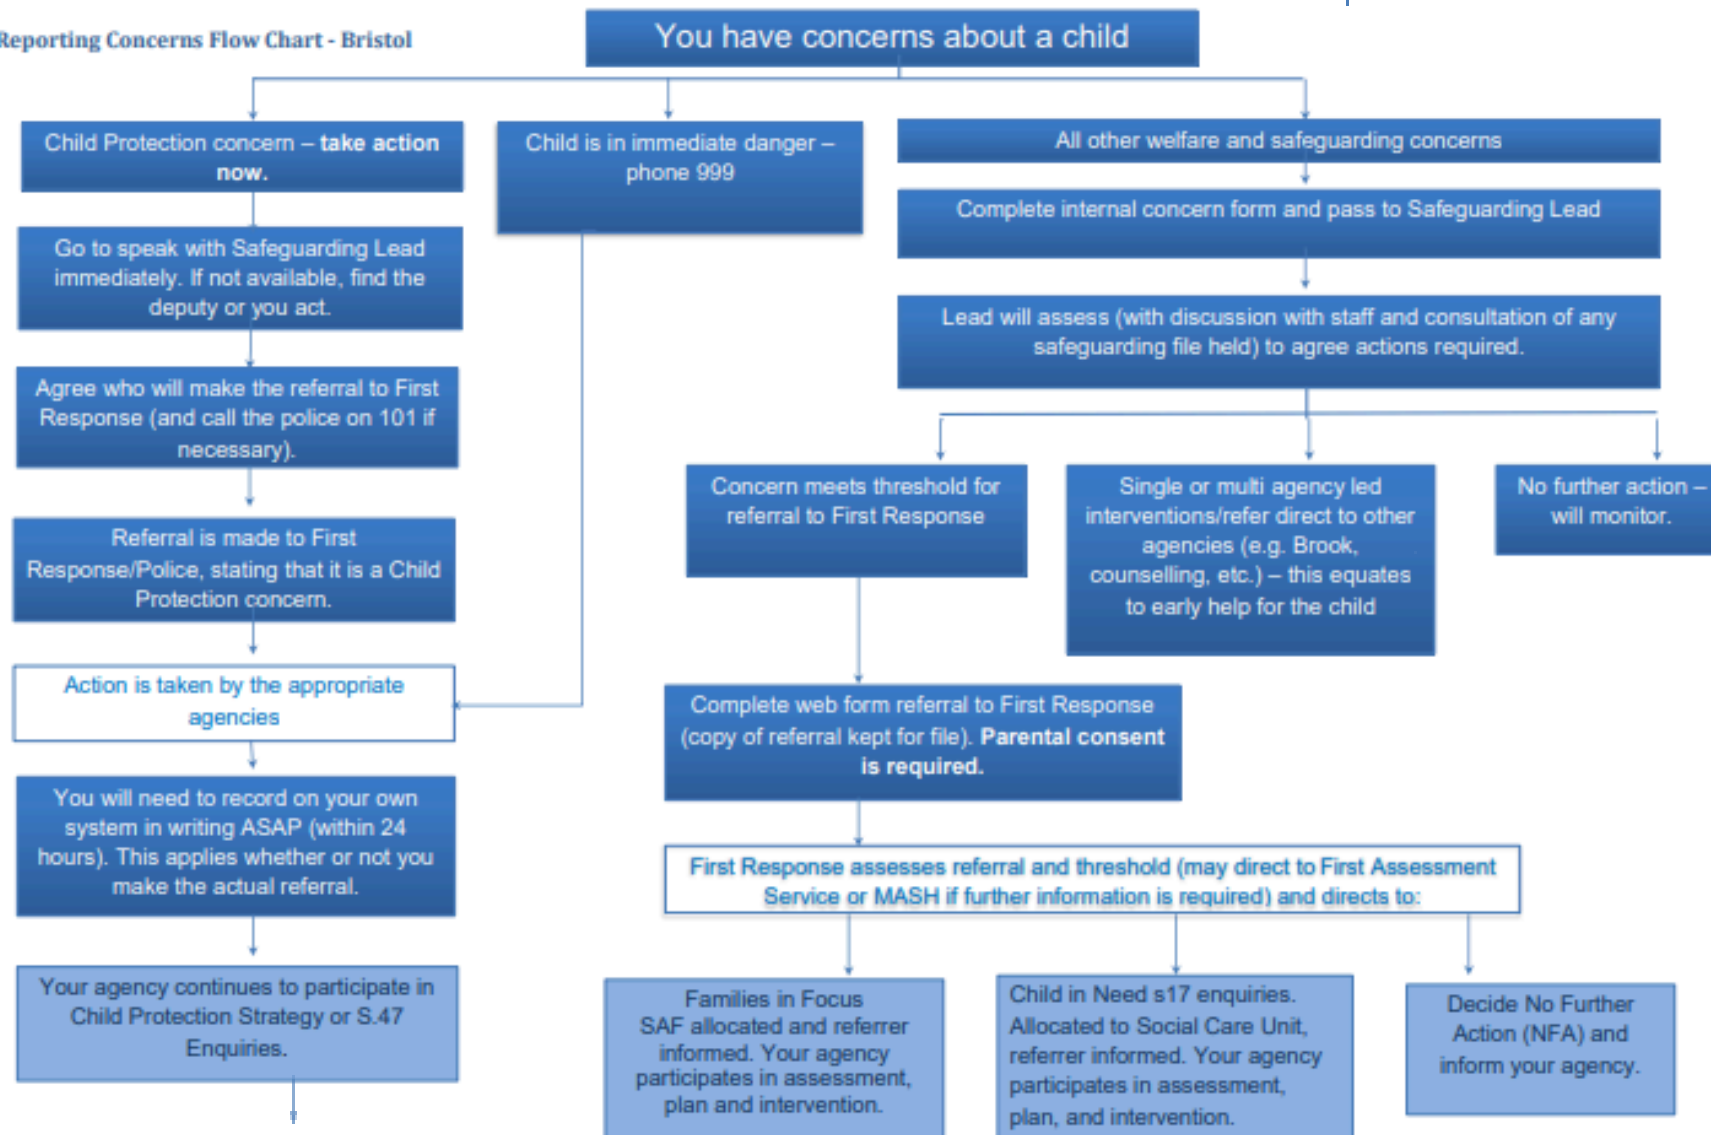 Reporting Concerns Flow Chart - Bristol
You have concerns about a child
Child Protection concern – take action
now.
Child is in immediate danger –
phone 999
All other welfare and safeguarding concerns
Go to speak with Safeguarding Lead
immediately. If not available, find the
deputy or you act.
Complete internal concern form and pass to Safeguarding Lead
Lead will assess (with discussion with staff and consultation of any
safeguarding file held) to agree actions required.
Agree who will make the referral to First
Response (and call the police on 101 if
necessary).
Concern meets threshold for
referral to First Response
Single or multi agency led
interventions/refer direct to other
agencies (e.g. Brook,
counselling, etc.) – this equates
to early help for the child
No further action –
will monitor.
Referral is made to First
Response/Police, stating that it is a Child
Protection concern.
Action is taken by the appropriate
agencies
Complete web form referral to First Response
(copy of referral kept for file). Parental consent
is required.
You will need to record on your own
system in writing ASAP (within 24
hours). This applies whether or not you
make the actual referral.
First Response assesses referral and threshold (may direct to First Assessment
Service or MASH if further information is required) and directs to:
Your agency continues to participate in
Child Protection Strategy or S.47
Enquiries.
Families in Focus
SAF allocated and referrer
informed. Your agency
participates in assessment,
plan and intervention.
Child in Need s17 enquiries.
Allocated to Social Care Unit,
referrer informed. Your agency
participates in assessment,
plan, and intervention.
Decide No Further
Action (NFA) and
inform your agency.